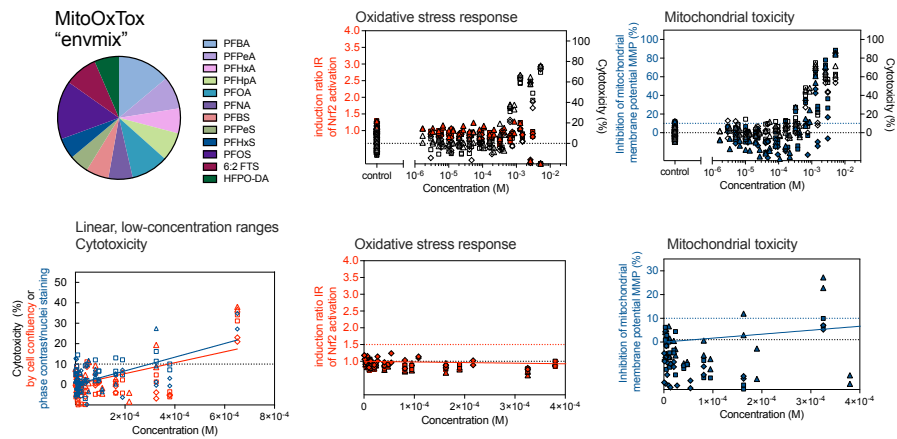 MitoOxTox
“envmix”
PFBA
PFPeA
PFHxA
PFHpA
PFOA
PFNA
PFBS
PFPeS
PFHxS
PFOS
6:2 FTS
HFPO-DA
Oxidative stress response
induction ratio IR
of Nrf2 activation
4.0
3.5
3.0
2.5
2.0
1.5
1.0
100
80
60
40
20
0
Cytotoxicity (%)
control
10-6
10-5
10-4
10-3
10-2
Concentration (M)
Mitochondrial toxicity
Inhibition of mitochondrial
membrane potential MMP (%)
100
80
60
40
20
0
100
80
60
40
20
0
Cytotoxicity (%)
control
10-6
10-5
10-4
10-3
10-2
Concentration (M)
Linear, low-concentration ranges
Cytotoxicity
Cytotoxicity (%)
by cell confluency or
phase contrast/nuclei staining
50
40
30
20
10
0
2×10-4
4×10-4
6×10-4
8×10-4
Concentration (M)
Oxidative stress response
induction ratio IR
of Nrf2 activation
4.0
3.5
3.0
2.5
2.0
1.5
1.0
0
1×10-4
2×10-4
3×10-4
4×10-4
Concentration (M)
Mitochondrial toxicity
Inhibition of mitochondrial
membrane potential MMP (%)
30
20
10
0
0
1×10-4
2×10-4
3×10-4
4×10-4
Concentration (M)